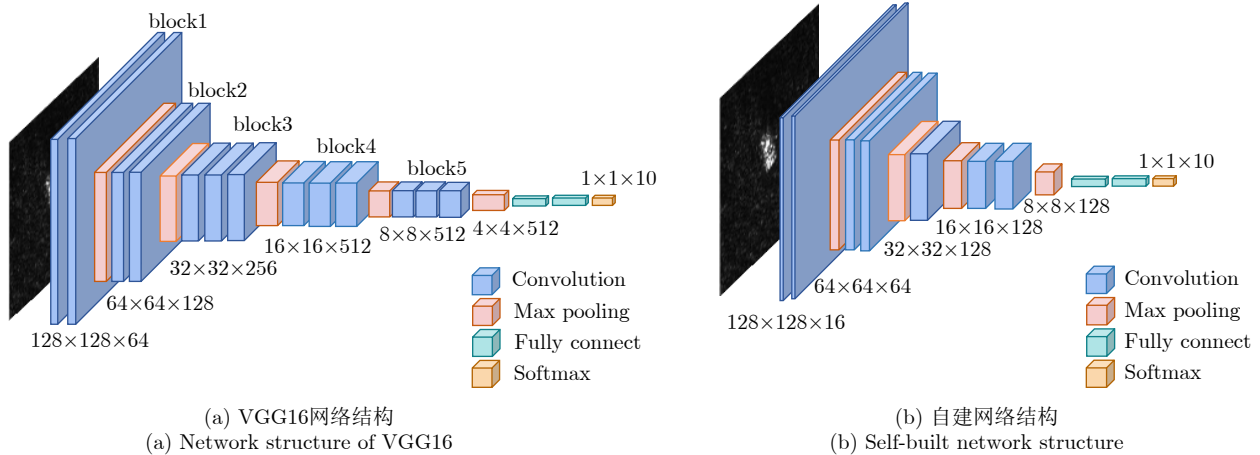 block1
block2
block3
block4
block5
1×1×10
4×4×512
8×8×512
16×16×512
32×32×256
64×64×128
128×128×64
Convolution
Max pooling
Fully connect
Softmax
(a) VGG16网络结构
(a) Network structure of VGG16
1×1×10
8×8×128
16×16×128
32×32×128
64×64×64
128×128×16
Convolution
Max pooling
Fully connect
Softmax
(b) 自建网络结构
(b) Self-built network structure